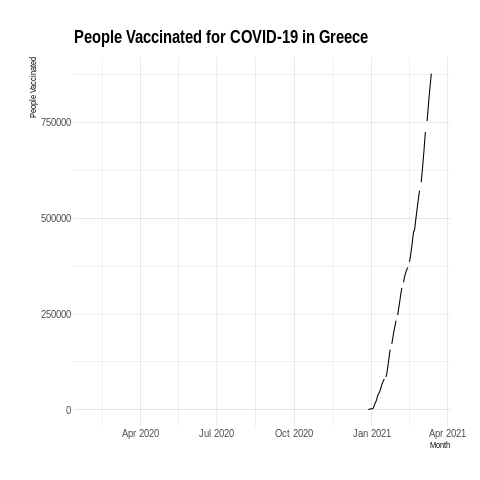 People Vaccinated for COVID-19 in Greece
People Vaccinated
750000
500000
250000
0
Apr 2020 Jul 2020 Oct 2020 Jan 2021 Apr 2021
Month